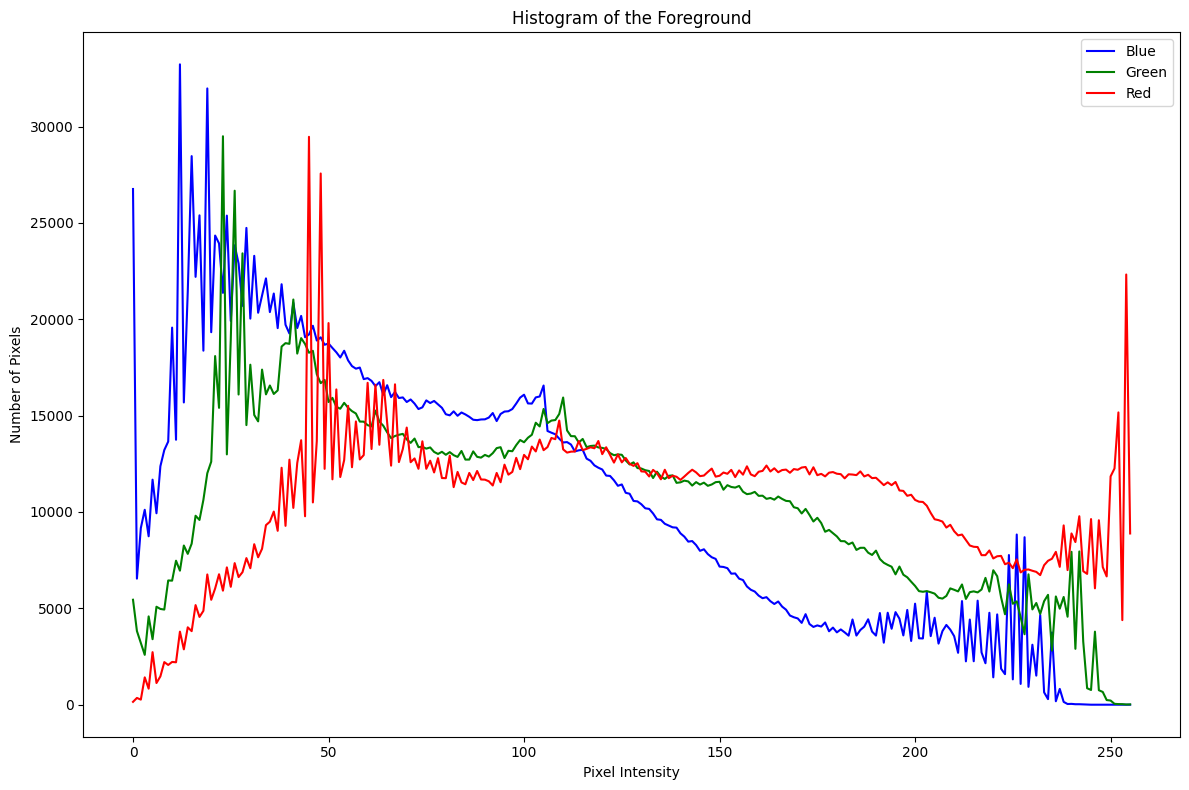 Histogram of the Foreground
Blue
Green
Red
Number of Pixels
30000
25000
20000
15000
10000
5000
0
0 50 100 150 200 250
Pixel Intensity